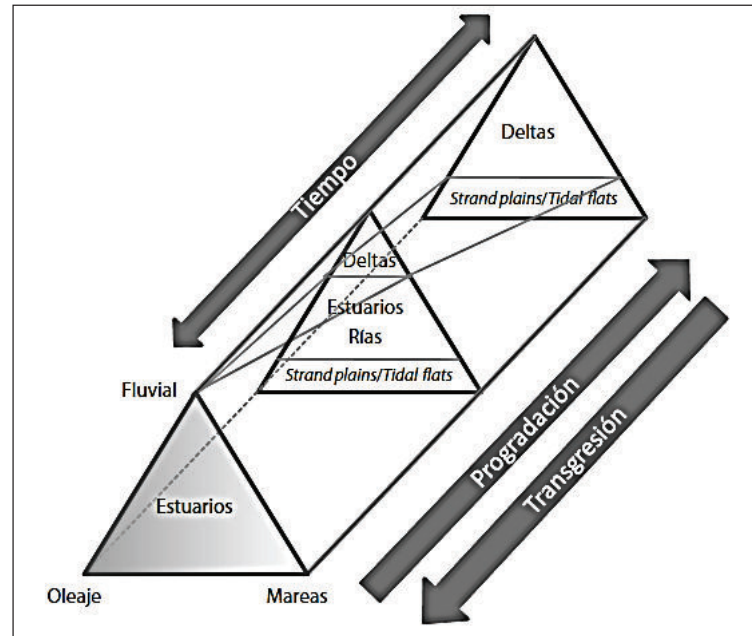 Tiempo
Deltas
Strand plains/Tidal flats
Deltas
Estuarios
Rías
Strand plains/Tidal flats
Fluvial
Progradación
Transgresión
Estuarios
Oleaje
Mareas